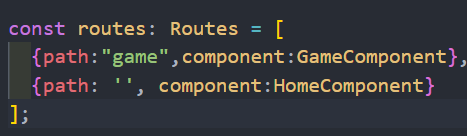 const routes: Routes = [
{path:"game",component:GameComponent},
{path: '', component:HomeComponent}
];